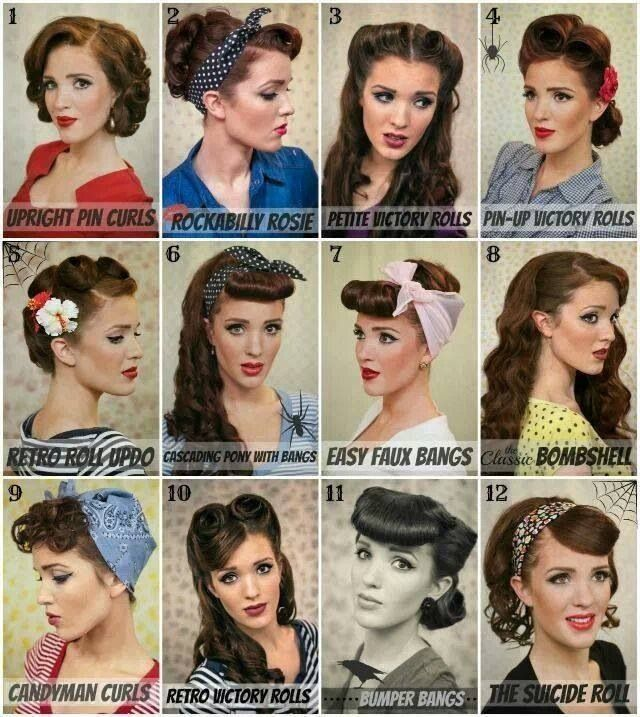 1
UPRIGHT PIN CURLS
2
ROCKABILLY ROSIE
3
PETITE VICTORY ROLLS
4
PIN-UP VICTORY ROLLS
5
RETRO ROLL UPDO
6
CASCADING PONY WITH BANGS
7
EASY FAUX BANGS
8
the Classic BOMBSHELL
9
CANDYMAN CURLS
10
RETRO VICTORY ROLLS
11
BUMPER BANGS
12
THE SUICIDE ROLL